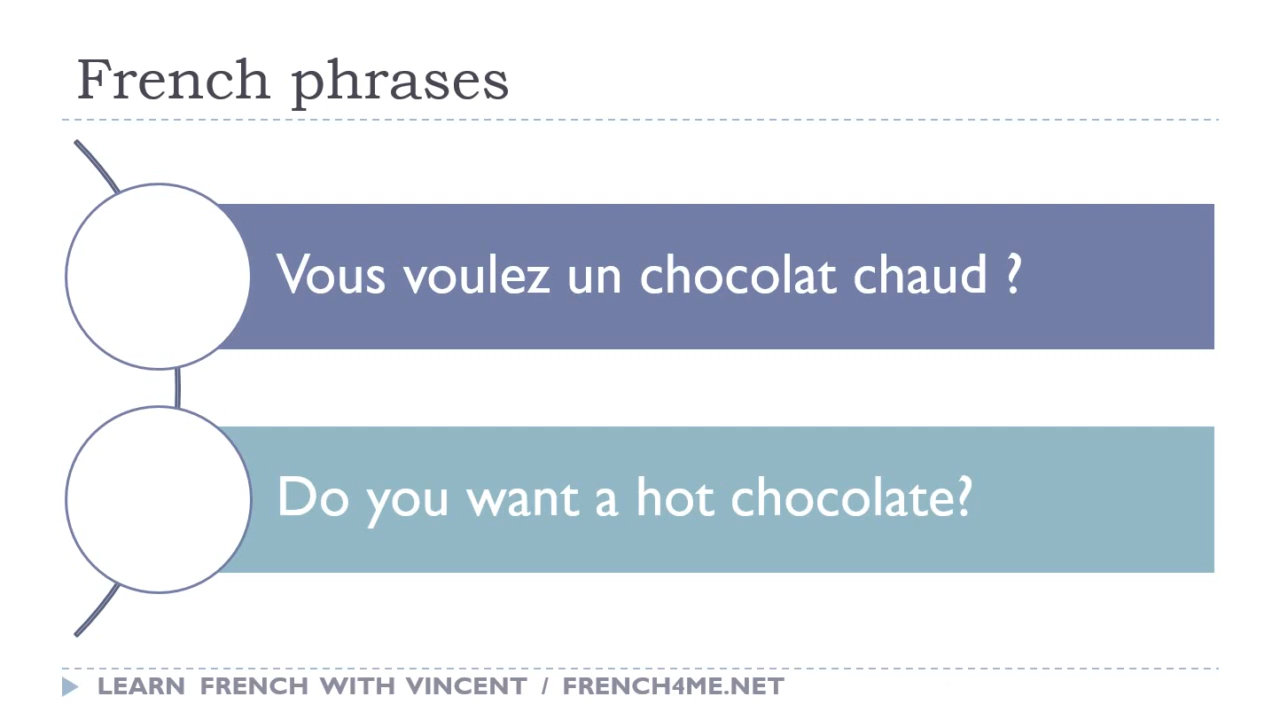 French phrases
Vous voulez un chocolat chaud ?
Do you want a hot chocolate?
LEARN FRENCH WITH VINCENT / FRENCH4ME.NET